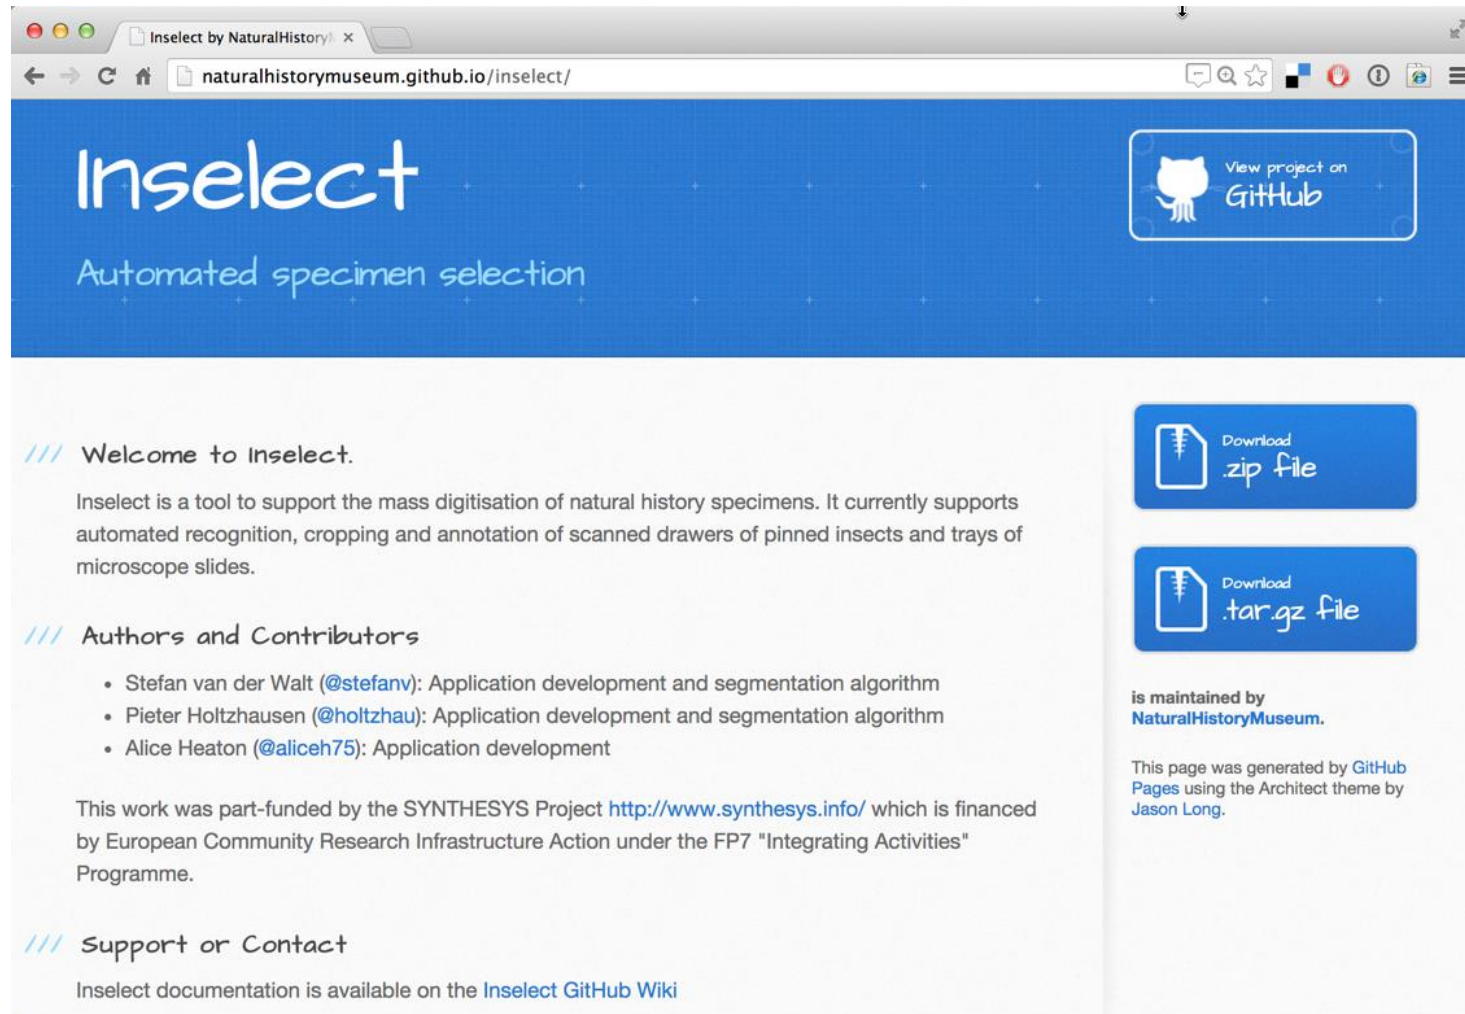 Inselect by NaturalHistory
naturalhistorymuseum.github.io/inselect/
Inselect
Automated specimen selection
View project on
GitHub
Welcome to Inselect.
Inselect is a tool to support the mass digitisation of natural history specimens. It currently supports
automated recognition, cropping and annotation of scanned drawers of pinned insects and trays of
microscope slides.
Authors and Contributors
• Stefan van der Walt (@stefanv): Application development and segmentation algorithm
• Pieter Holtzhausen (@holtzhau): Application development and segmentation algorithm
• Alice Heaton (@aliceh75): Application development
This work was part-funded by the SYNTHESYS Project http://www.synthesys.info/ which is financed
by European Community Research Infrastructure Action under the FP7 "Integrating Activities"
Programme.
Support or Contact
Inselect documentation is available on the Inselect GitHub Wiki
Download
.zip file
Download
.tar.gz file
is maintained by
NaturalHistoryMuseum.
This page was generated by GitHub
Pages using the Architect theme by
Jason Long.